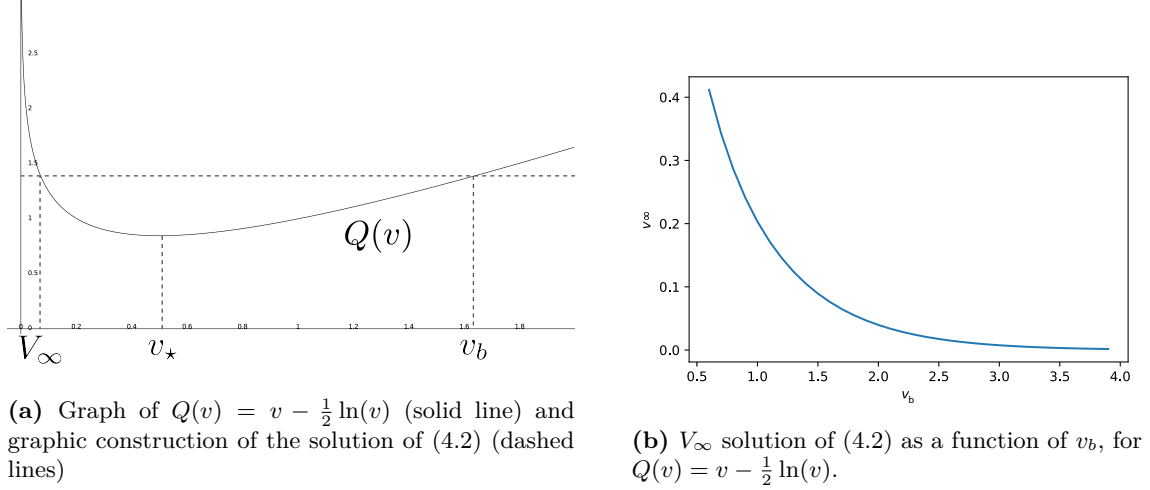 2.5
2
1.5
1
0.5
0
0 0.2 0.4 0.6 0.8 1 1.2 1.4 1.6 1.8
Q(v)
V∞ v⋆ v_b
(a) Graph of Q(v) = v − ½ ln(v) (solid line) and
graphic construction of the solution of (4.2) (dashed
lines)
0.4
0.3
0.2
0.1
0.0
v∞
0.5 1.0 1.5 2.0 2.5 3.0 3.5 4.0
v_b
(b) V∞ solution of (4.2) as a function of v_b, for
Q(v) = v − ½ ln(v).